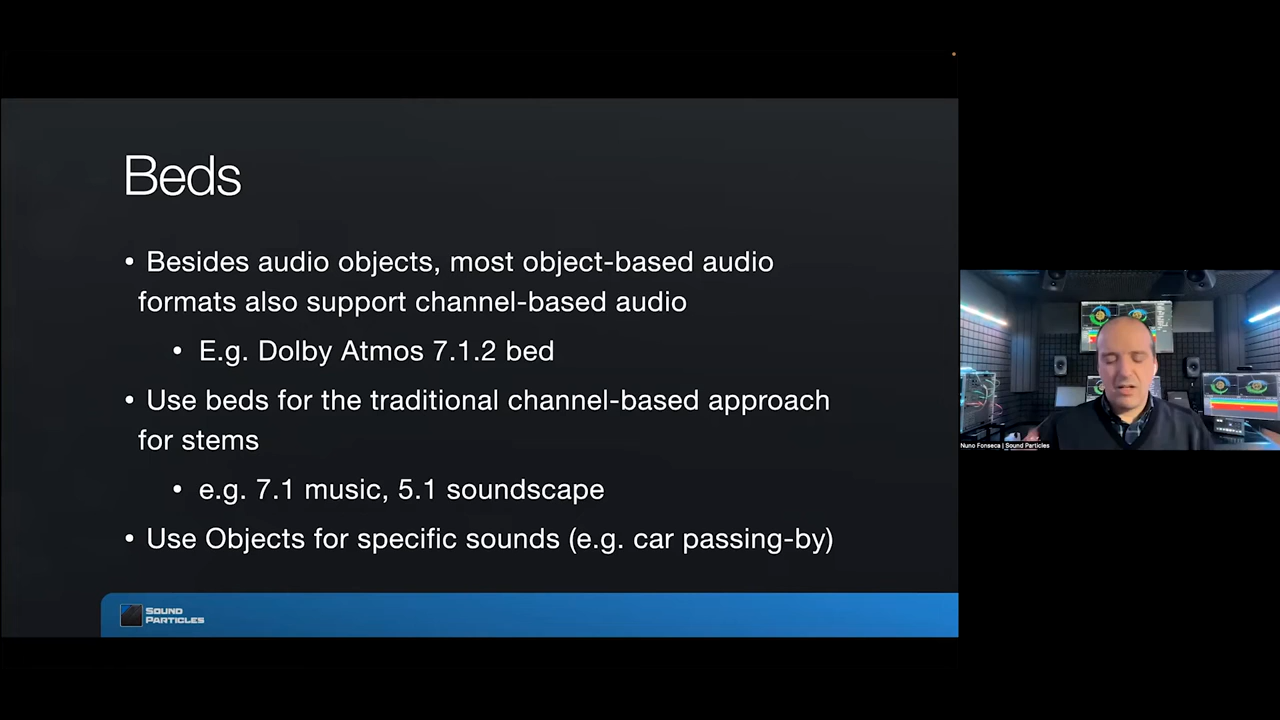 Beds
• Besides audio objects, most object-based audio
formats also support channel-based audio
• E.g. Dolby Atmos 7.1.2 bed
• Use beds for the traditional channel-based approach
for stems
• e.g. 7.1 music, 5.1 soundscape
• Use Objects for specific sounds (e.g. car passing-by)
SOUND
PARTICLES
Nuno Fonseca | Sound Particles